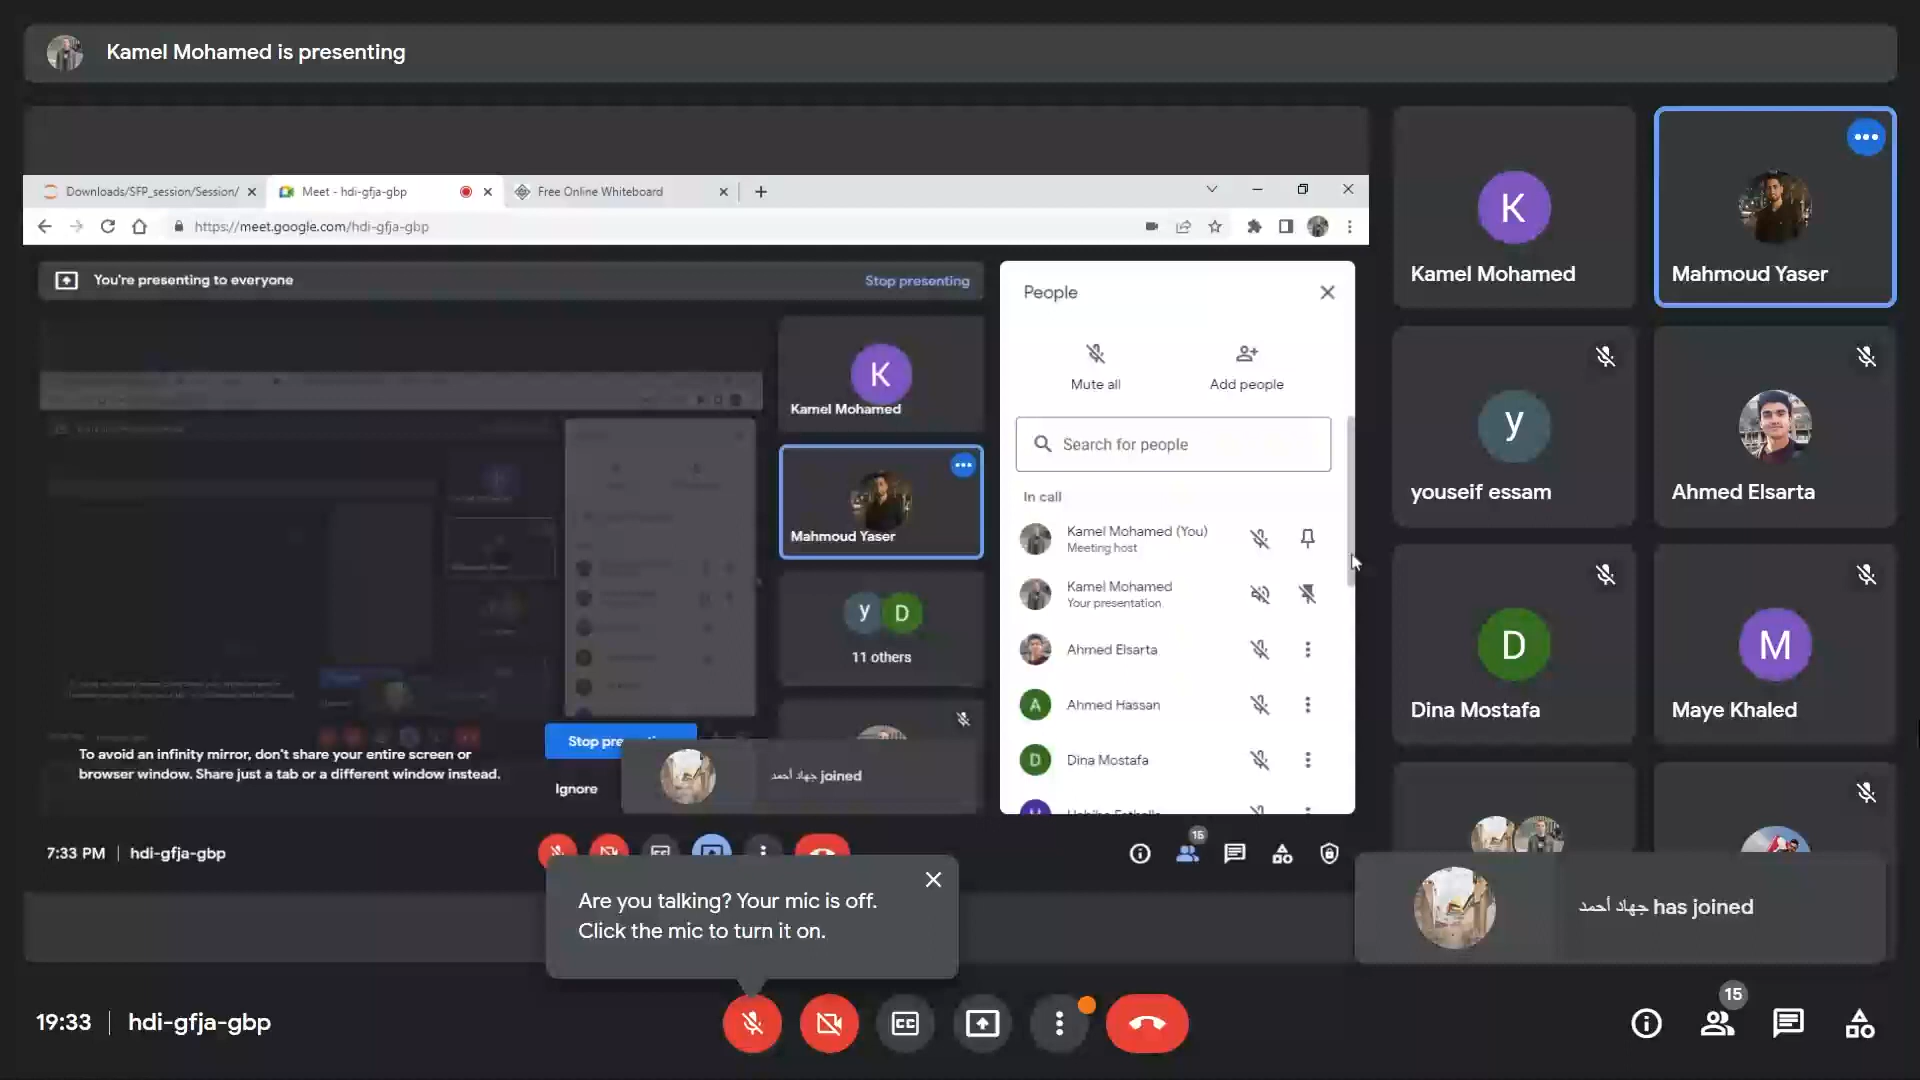 Kamel Mohamed is presenting
Downloads/SFP_session/Session/
Meet - hdi-gfja-gbp
Free Online Whiteboard
https://meet.google.com/hdi-gfja-gbp
You're presenting to everyone
Stop presenting
K
Kamel Mohamed
Mahmoud Yaser
y D
11 others
To avoid an infinity mirror, don't share your entire screen or
browser window. Share just a tab or a different window instead.
Ignore
جهاد أحمد joined
7:33 PM | hdi-gfja-gbp
People
Mute all
Add people
Search for people
In call
Kamel Mohamed (You)
Meeting host
Kamel Mohamed
Your presentation
Ahmed Elsarta
A Ahmed Hassan
D Dina Mostafa
15
K
Kamel Mohamed
Mahmoud Yaser
y
youseif essam
Ahmed Elsarta
D
Dina Mostafa
M
Maye Khaled
جهاد أحمد has joined
Are you talking? Your mic is off.
Click the mic to turn it on.
19:33 | hdi-gfja-gbp
CC
15